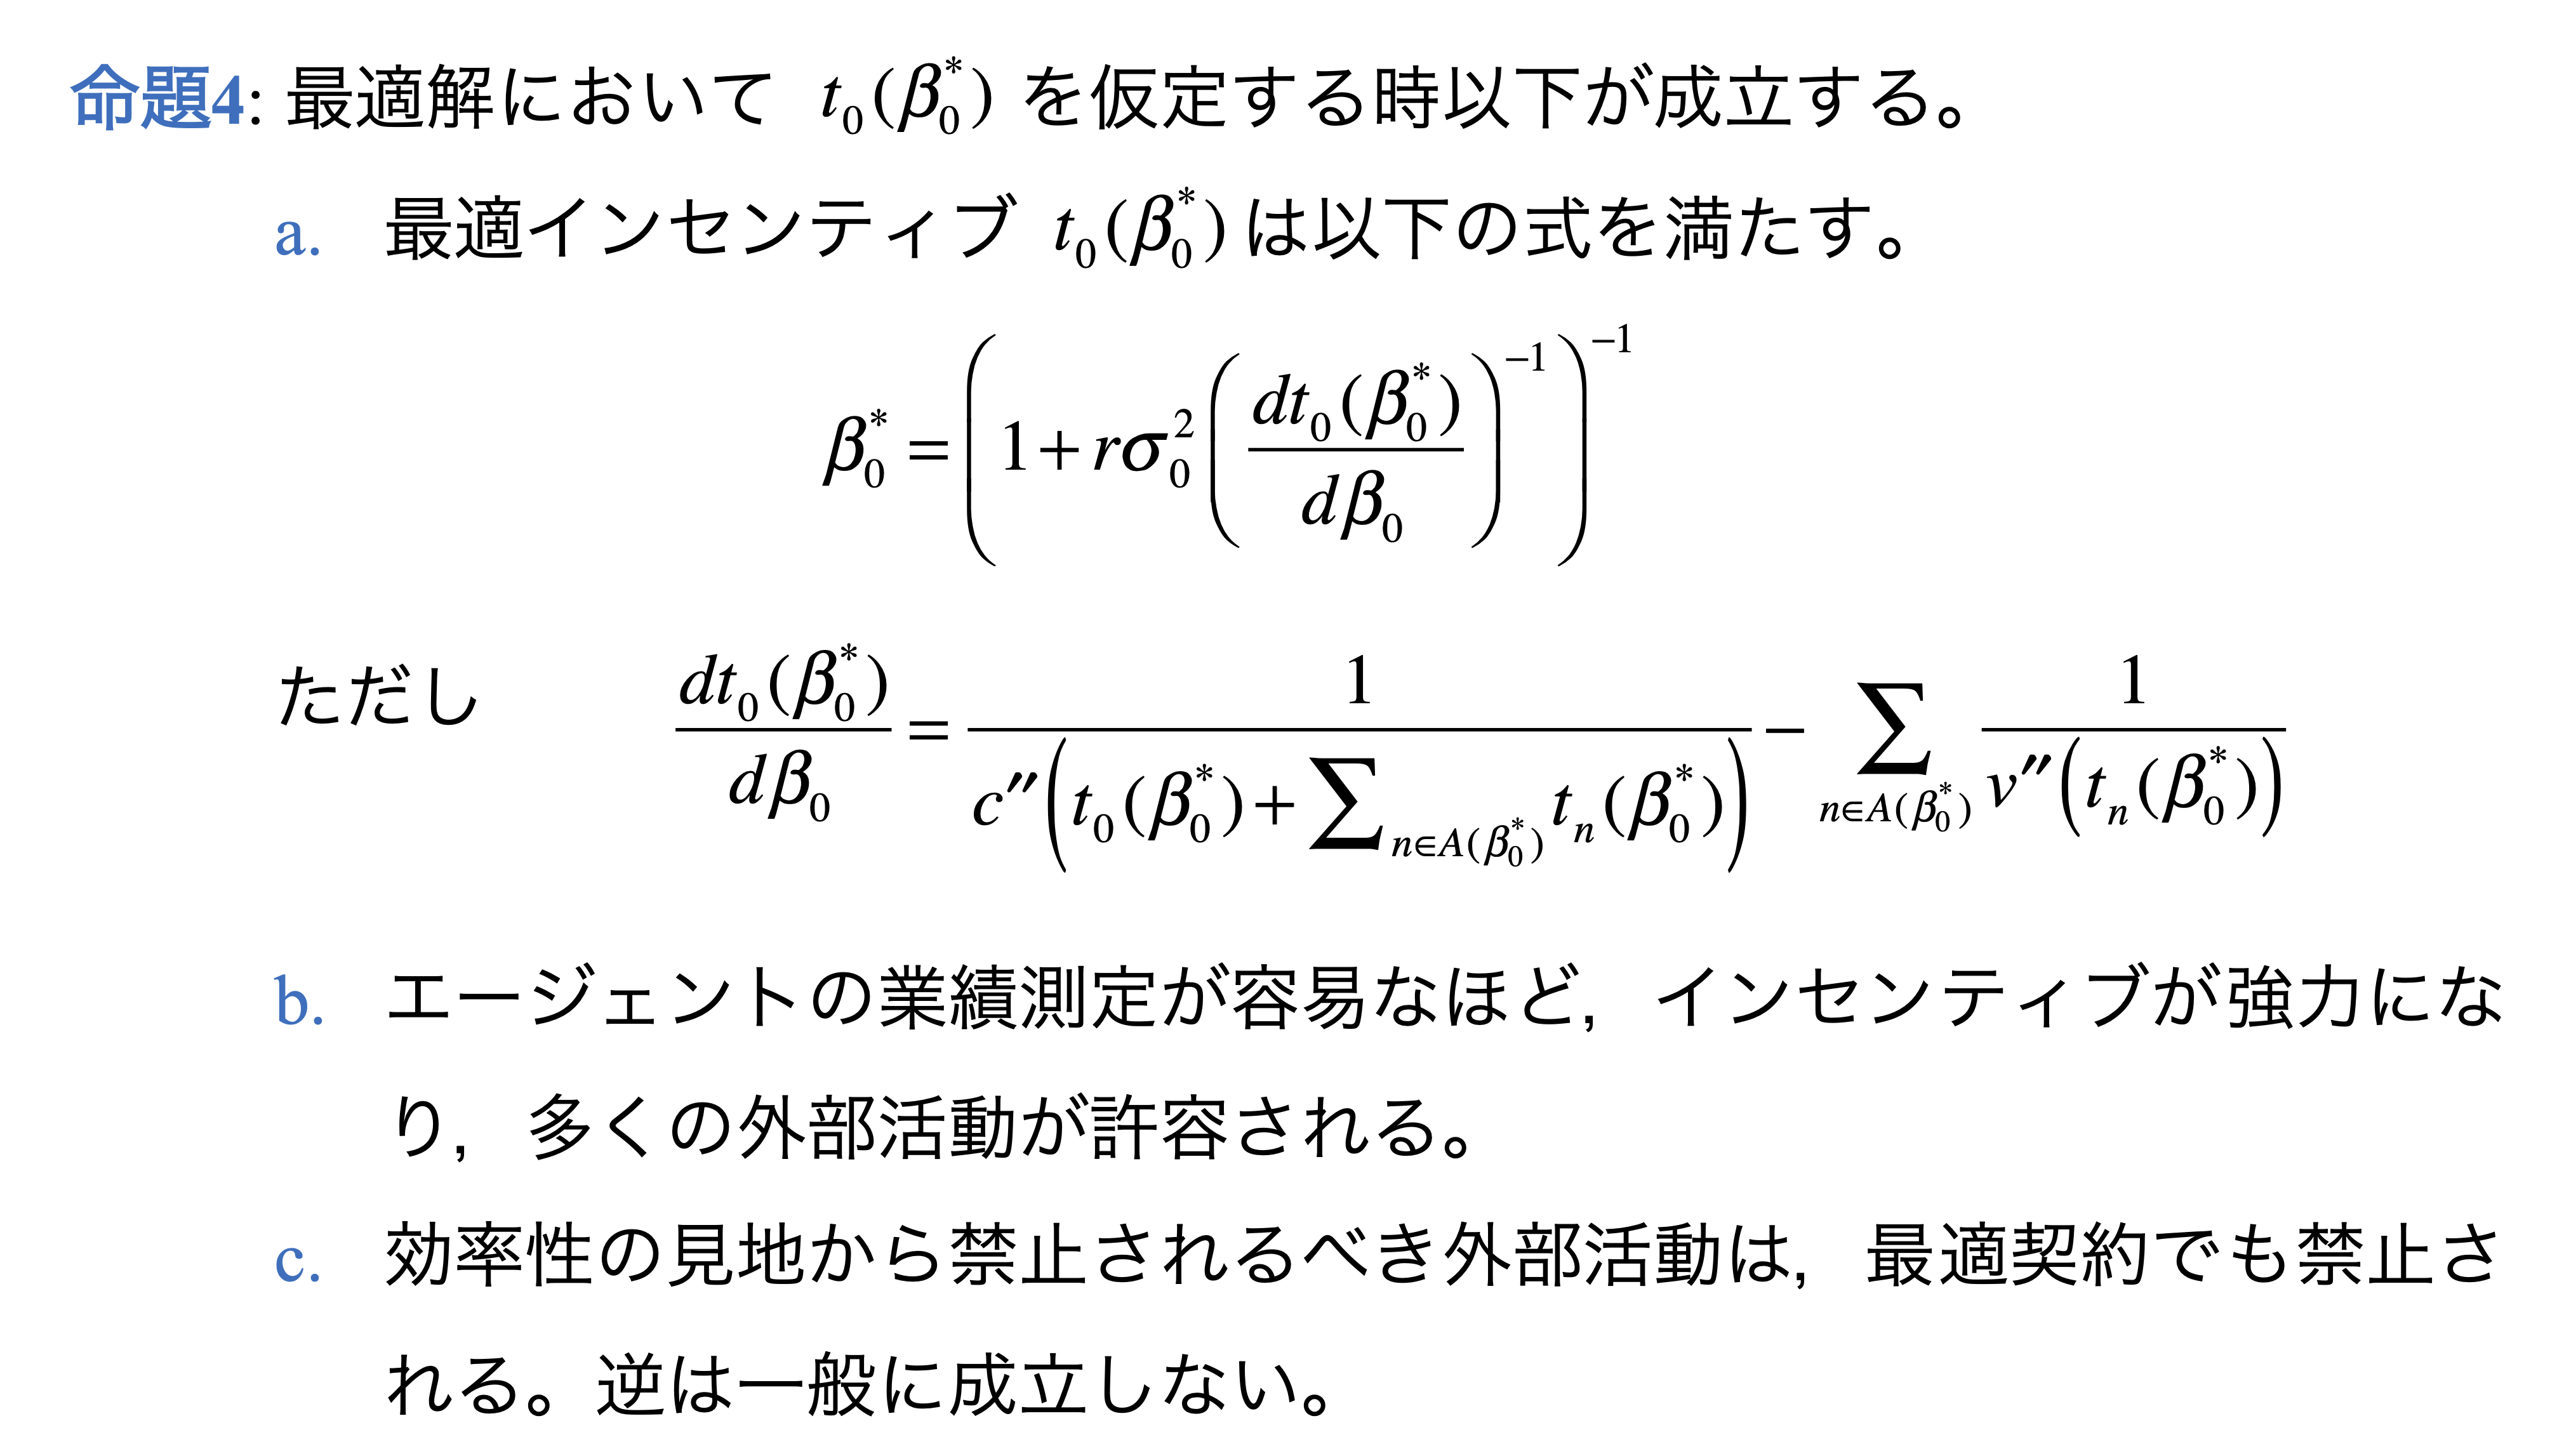 命題4: 最適解において $t_0(\beta_0^*)$ を仮定する時以下が成立する。
a. 最適インセンティブ $t_0(\beta_0^*)$ は以下の式を満たす。
$\beta_0^* = \left(1 + r\sigma_0^2 \left(\frac{dt_0(\beta_0^*)}{d\beta_0}\right)^{-1}\right)^{-1}$
ただし $\frac{dt_0(\beta_0^*)}{d\beta_0} = \frac{1}{c''\left(t_0(\beta_0^*) + \sum_{n \in A(\beta_0^*)} t_n(\beta_0^*)\right)} - \sum_{n \in A(\beta_0^*)} \frac{1}{v''\left(t_n(\beta_0^*)\right)}$
b. エージェントの業績測定が容易なほど, インセンティブが強力にな
り, 多くの外部活動が許容される。
c. 効率性の見地から禁止されるべき外部活動は, 最適契約でも禁止さ
れる。逆は一般に成立しない。